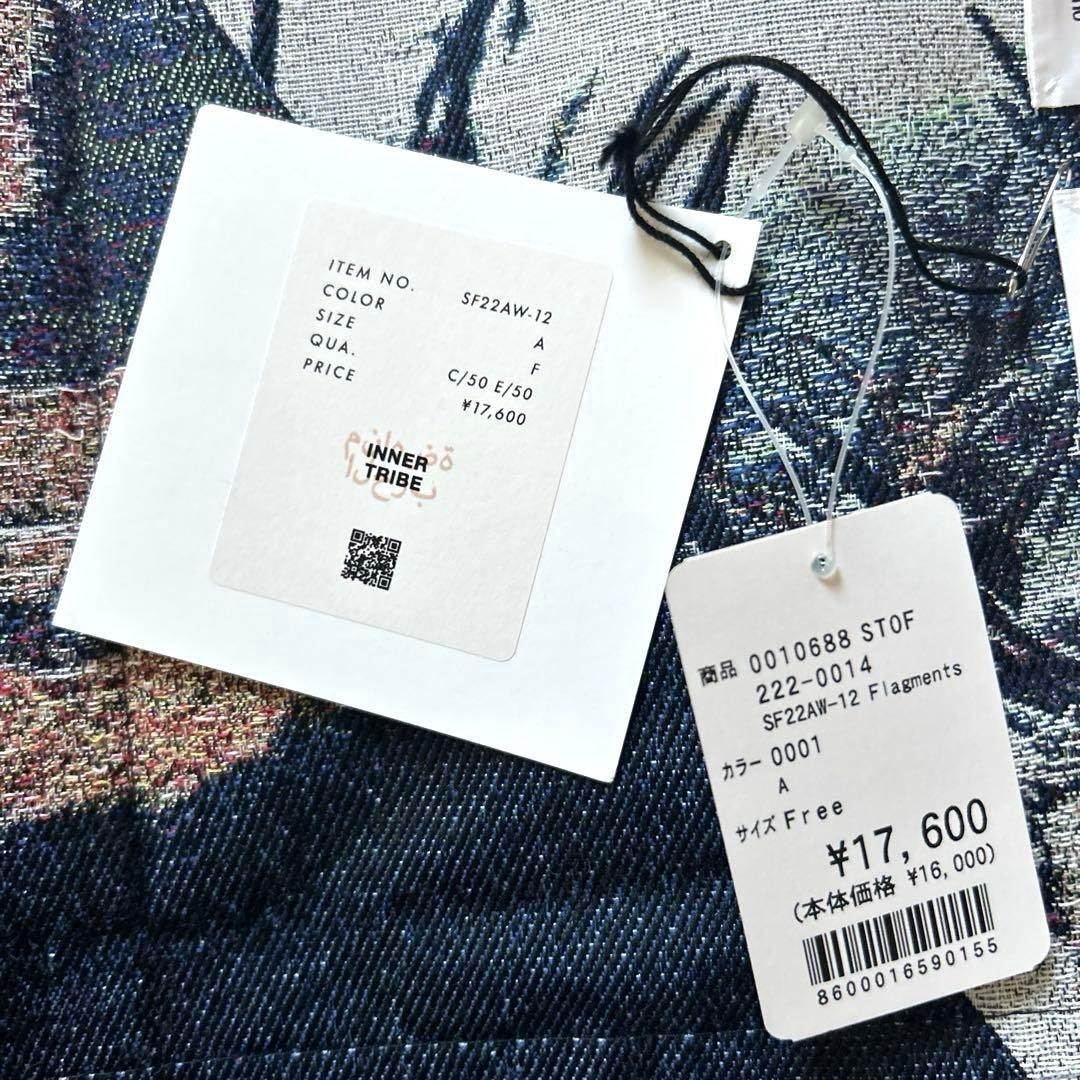 ITEM NO. SF22AW-12
COLOR A
SIZE F
QUA. C/50 E/50
PRICE ¥17,600
INNER
TRIBE
商品 0010688 STOF
222-0014
SF22AW-12 Flagments
カラー 0001
A
サイズ Free
¥17,600
(本体価格 ¥16,000)
8600016590155